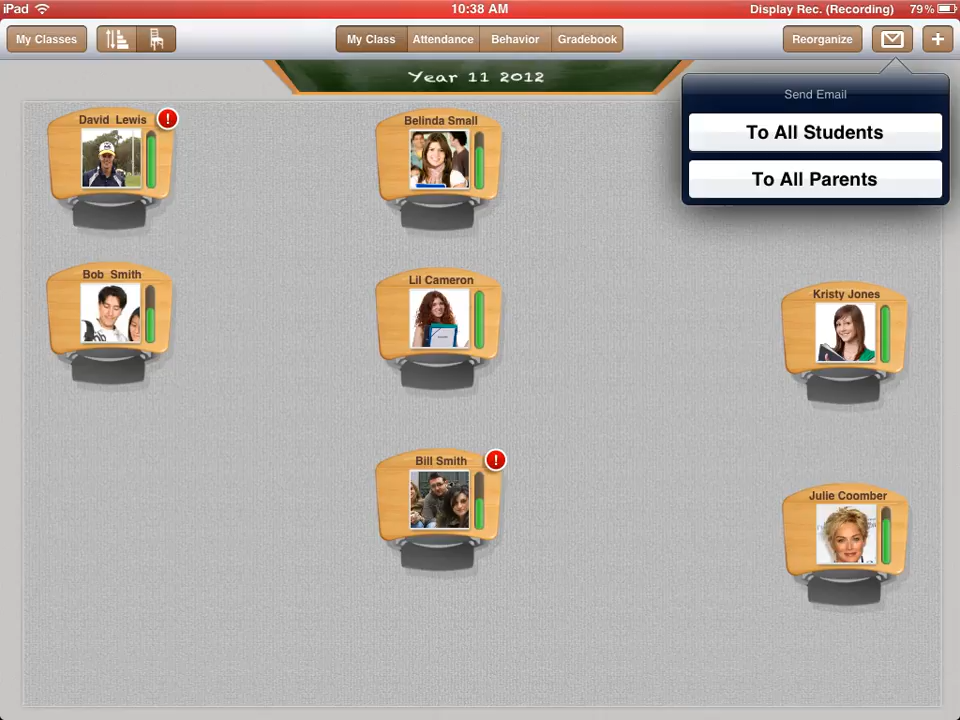 iPad 10:38 AM Display Rec. (Recording) 79%
My Classes My Class Attendance Behavior Gradebook Reorganize +
Year 11 2012
Send Email
To All Students
To All Parents
David Lewis !
Belinda Small
Bob Smith
Lil Cameron
Kristy Jones
Bill Smith !
Julie Coomber